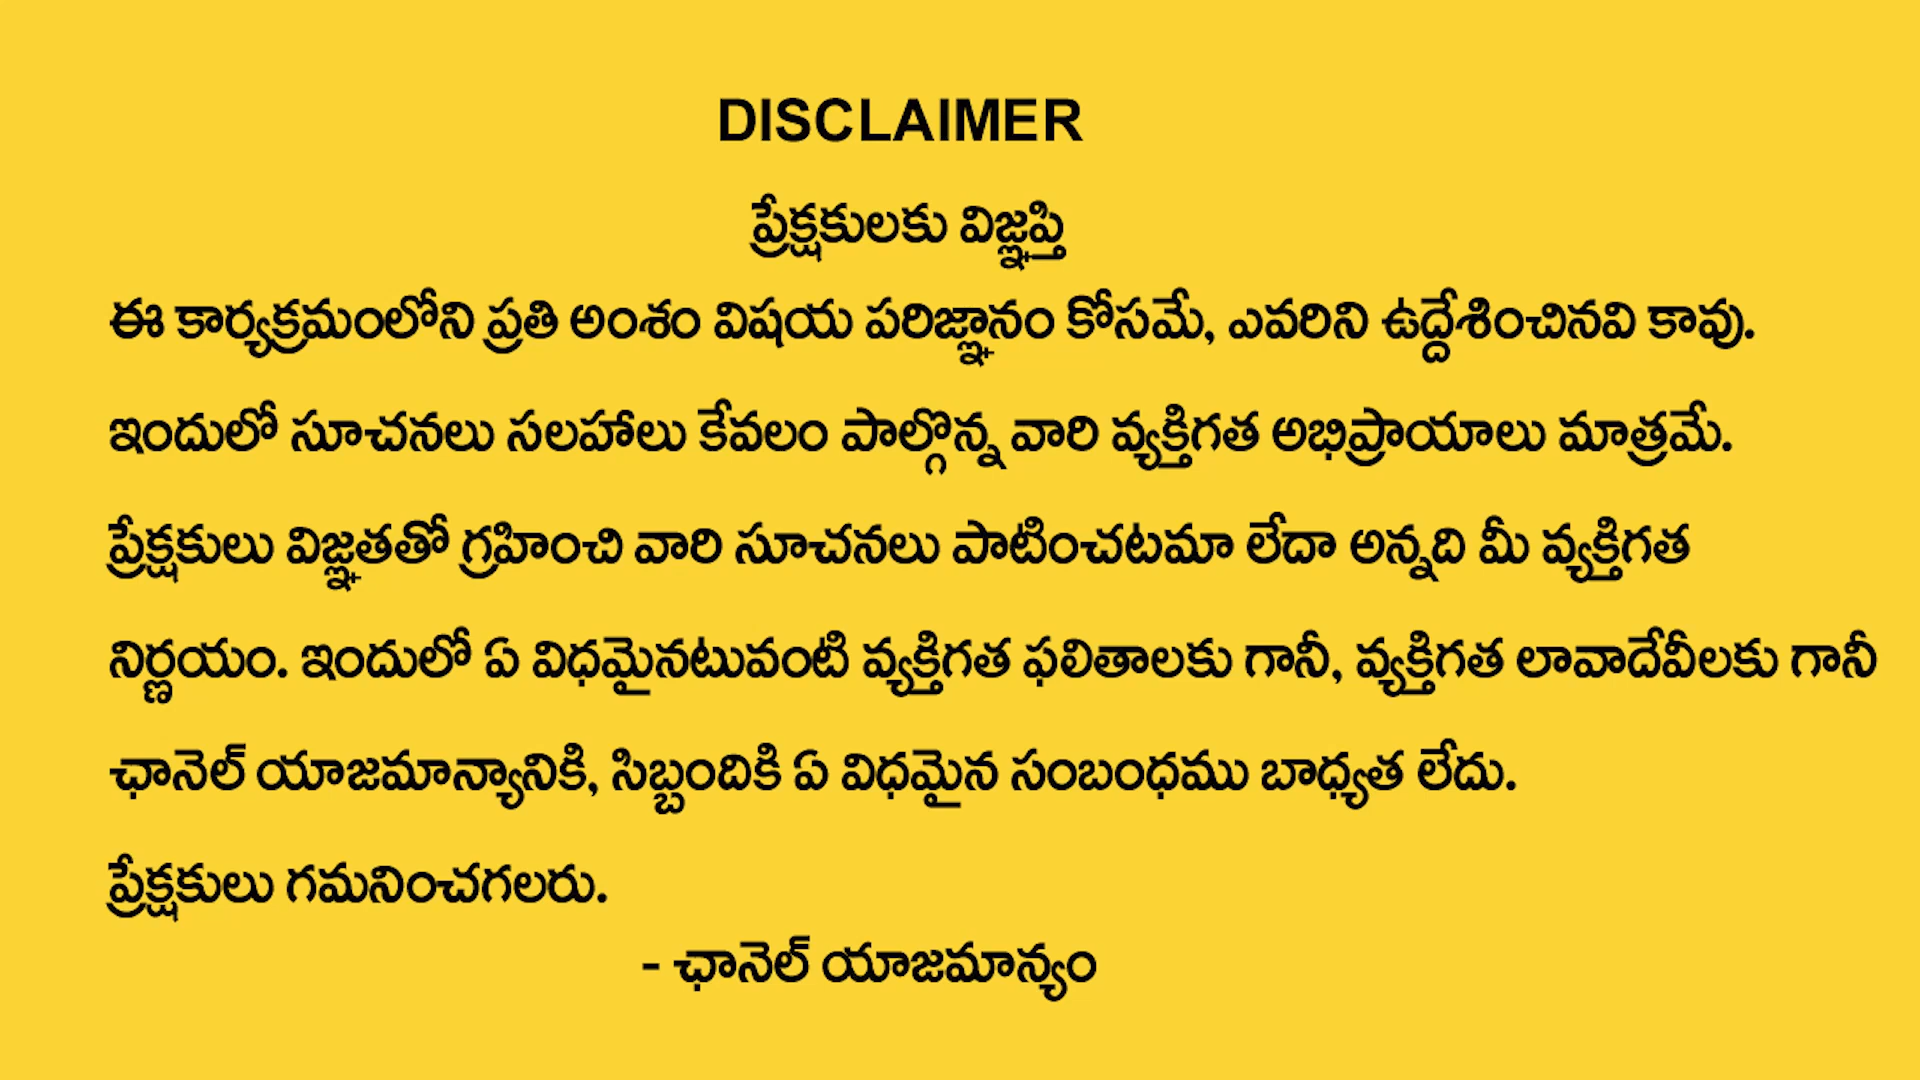 DISCLAIMER
ప్రేక్షకులకు విజ్ఞప్తి
ఈ కార్యక్రమంలోని ప్రతి అంశం విషయ పరిజ్ఞానం కోసమే, ఎవరిని ఉద్దేశించినవి కావు.
ఇందులో సూచనలు సలహాలు కేవలం పాల్గొన్న వారి వ్యక్తిగత అభిప్రాయాలు మాత్రమే.
ప్రేక్షకులు విజ్ఞతతో గ్రహించి వారి సూచనలు పాటించటమా లేదా అన్నది మీ వ్యక్తిగత
నిర్ణయం. ఇందులో ఏ విధమైనటువంటి వ్యక్తిగత ఫలితాలకు గానీ, వ్యక్తిగత లావాదేవీలకు గానీ
ఛానెల్ యాజమాన్యానికి, సిబ్బందికి ఏ విధమైన సంబంధము బాధ్యత లేదు.
ప్రేక్షకులు గమనించగలరు.
- ఛానెల్ యాజమాన్యం